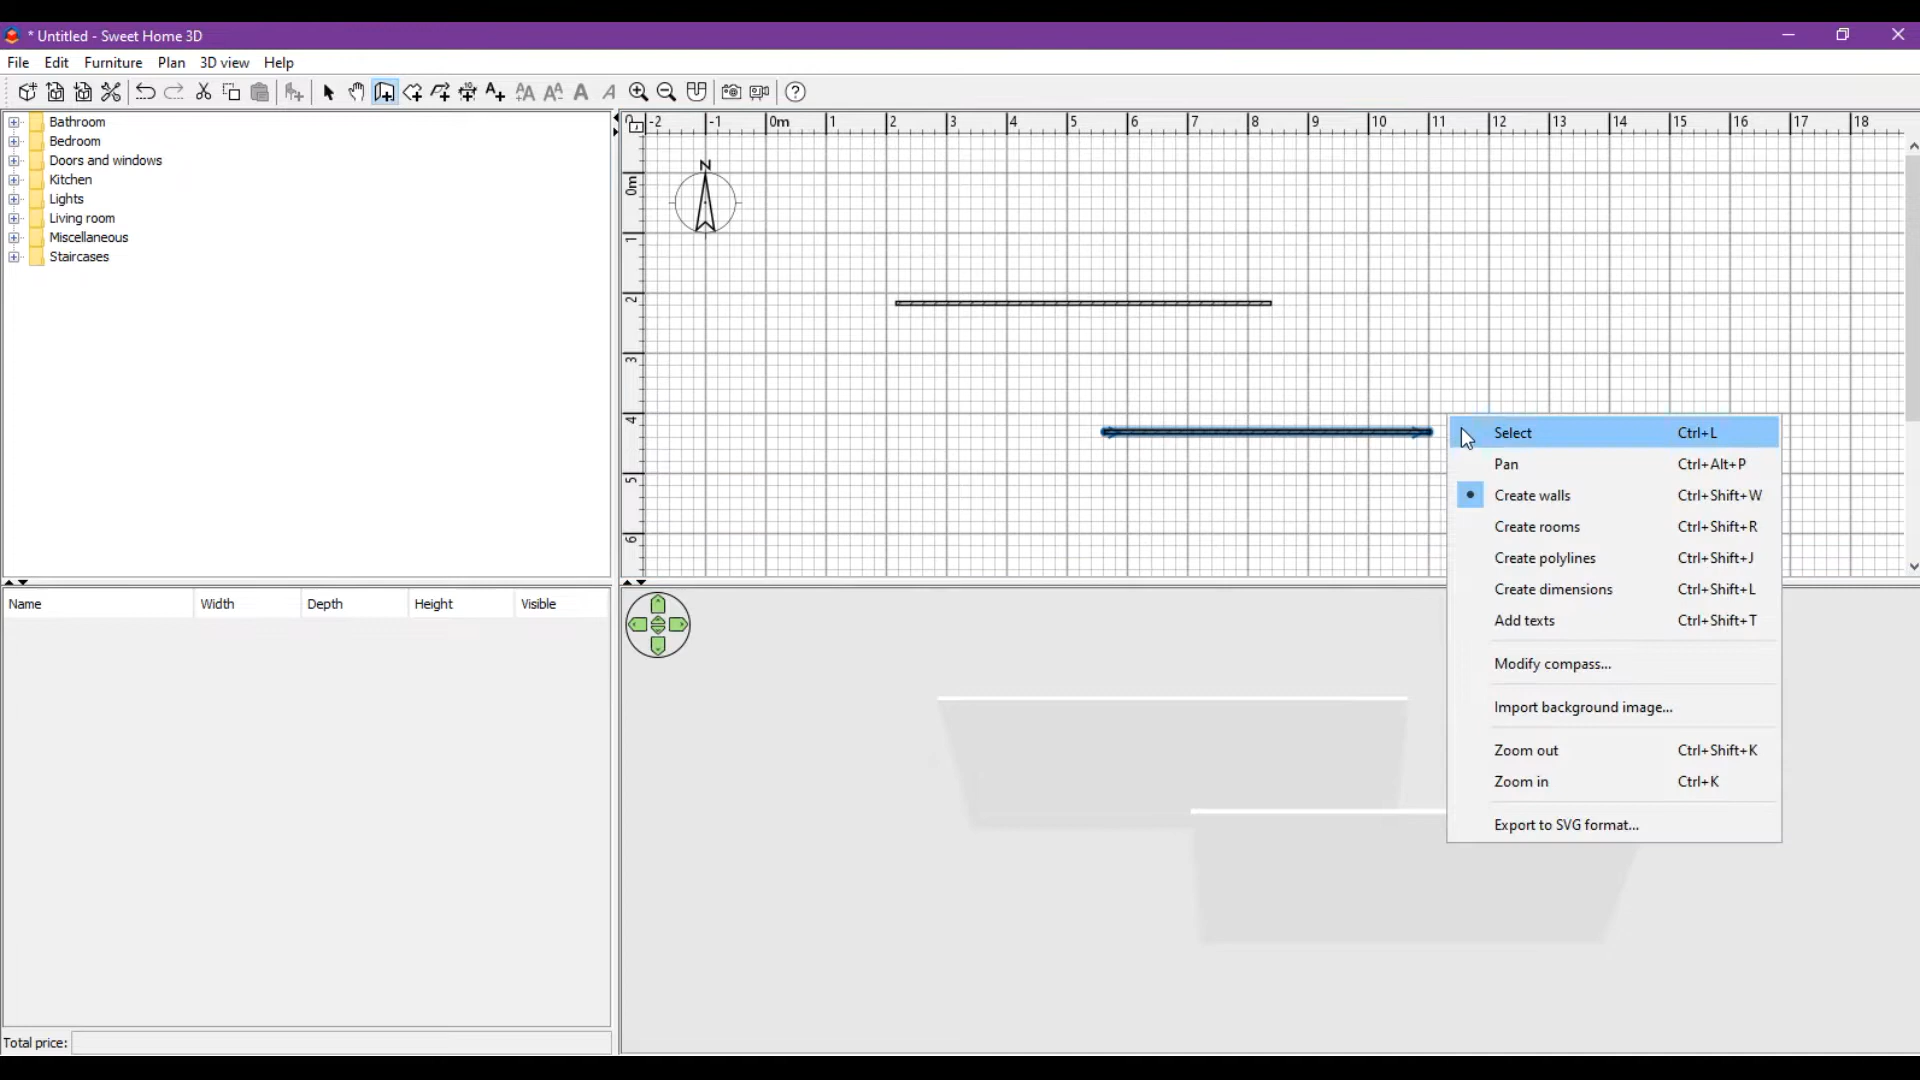 * Untitled - Sweet Home 3D
File Edit Furniture Plan 3D view Help
Bathroom
Bedroom
Doors and windows
Kitchen
Lights
Living room
Miscellaneous
Staircases
-2 -1 0m 1 2 3 4 5 6 7 8 9 10 11 12 13 14 15 16 17 18
N
0m
1
2
3
4
5
6
Select Ctrl+L
Pan Ctrl+Alt+P
Create walls Ctrl+Shift+W
Create rooms Ctrl+Shift+R
Create polylines Ctrl+Shift+J
Create dimensions Ctrl+Shift+L
Add texts Ctrl+Shift+T
Modify compass...
Import background image...
Zoom out Ctrl+Shift+K
Zoom in Ctrl+K
Export to SVG format...
Name Width Depth Height Visible
Total price: